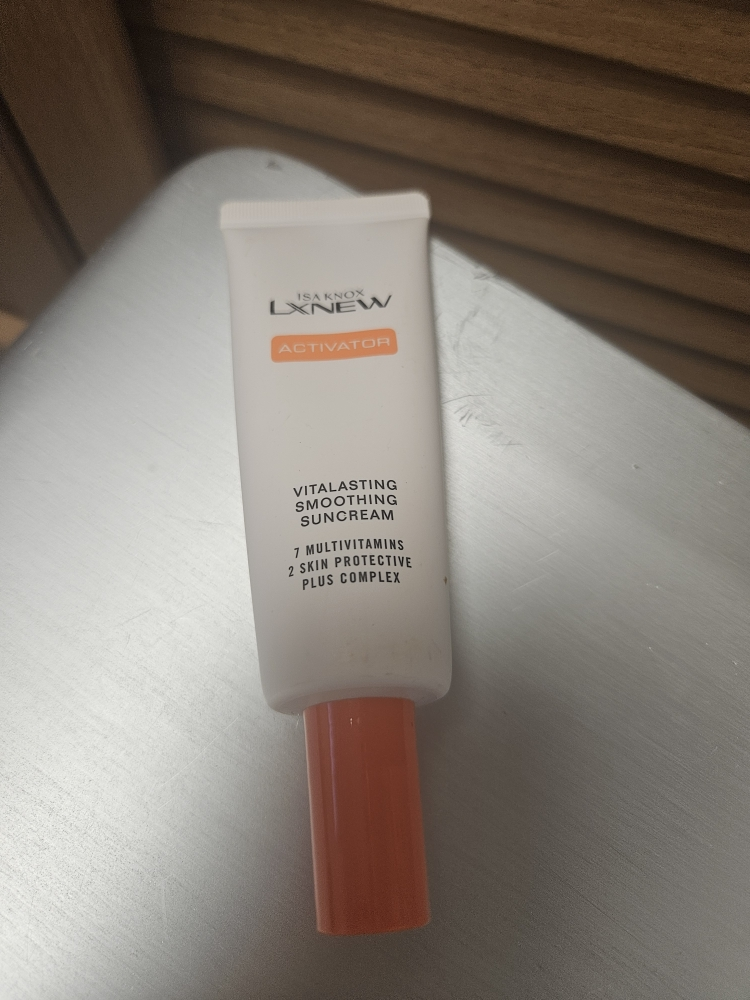 ISA KNOX
LXNEW
ACTIVATOR
VITALASTING
SMOOTHING
SUNCREAM
7 MULTIVITAMINS
2 SKIN PROTECTIVE
PLUS COMPLEX